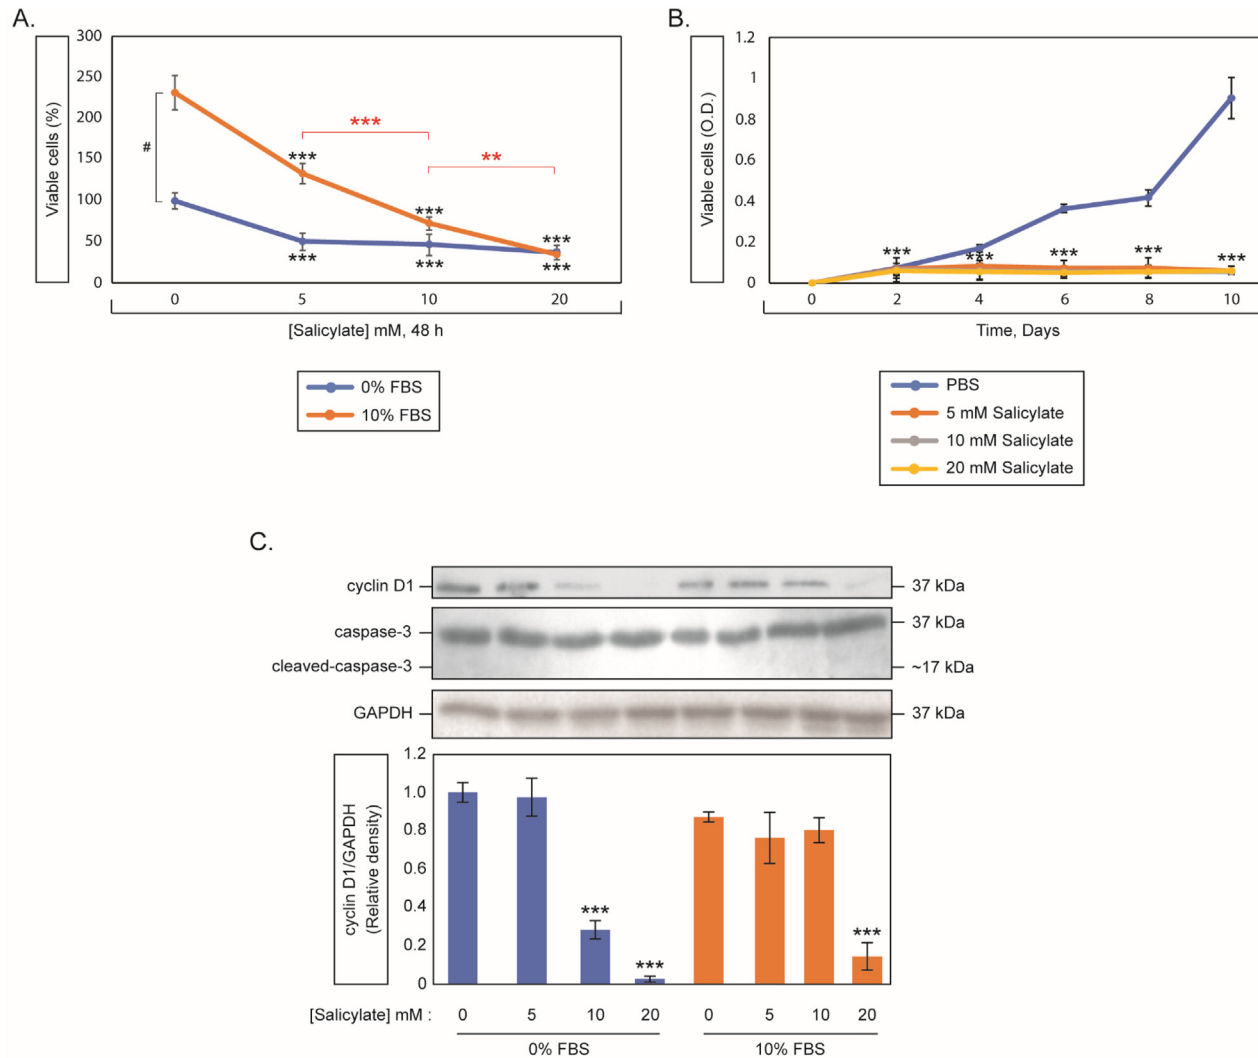 A.
Viable cells (%)
300
250
200
150
100
50
0
#
***
***
***
***
***
***
***
**
0 5 10 20
[Salicylate] mM, 48 h
0% FBS
10% FBS
B.
Viable cells (O.D.)
1.2
1
0.8
0.6
0.4
0.2
0
***
***
***
***
***
0 2 4 6 8 10
Time, Days
PBS
5 mM Salicylate
10 mM Salicylate
20 mM Salicylate
C.
cyclin D1 37 kDa
caspase-3 37 kDa
cleaved-caspase-3 ~17 kDa
GAPDH 37 kDa
cyclin D1/GAPDH
(Relative density)
1.2
1.0
0.8
0.6
0.4
0.2
0
***
***
***
[Salicylate] mM : 0 5 10 20 0 5 10 20
0% FBS 10% FBS